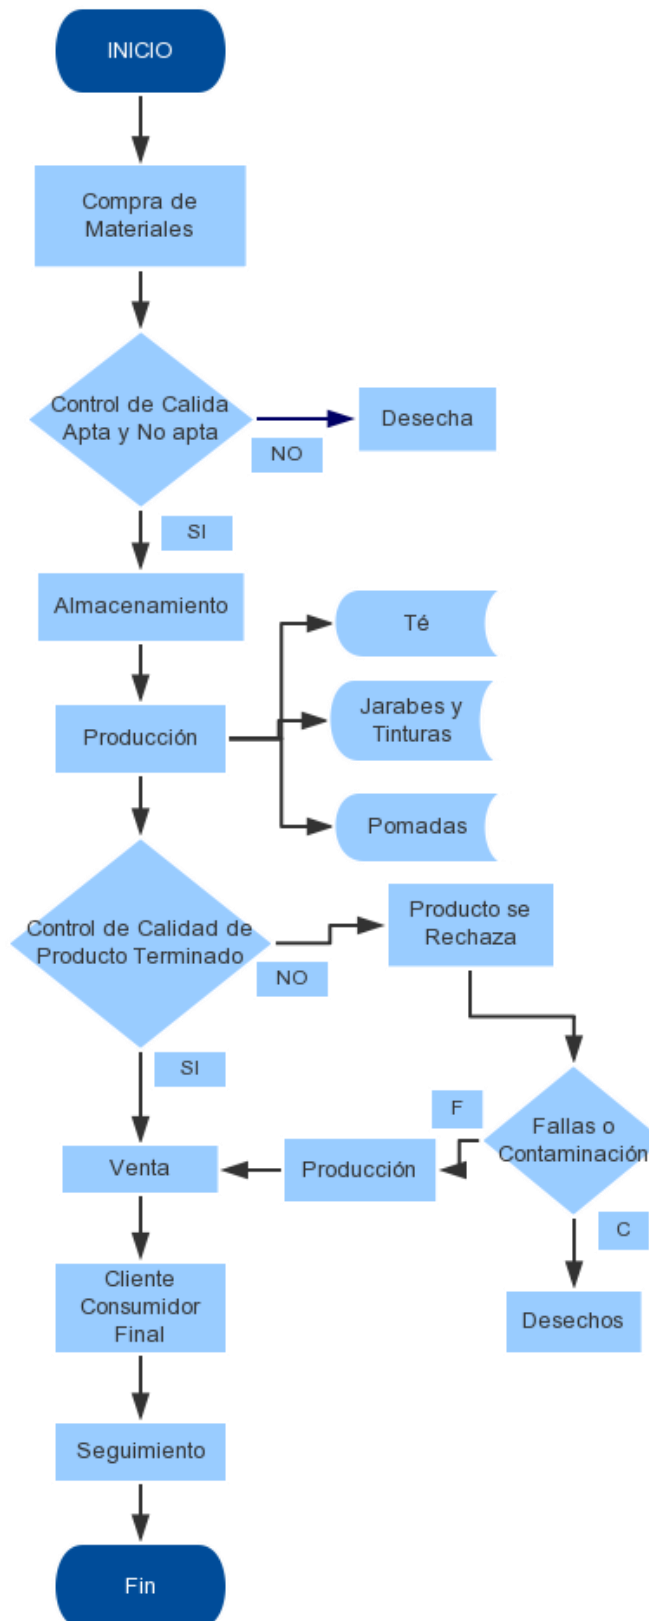 INICIO
Compra de
Materiales
Control de Calida
Apta y No apta
NO
Desecha
SI
Almacenamiento
Té
Producción
Jarabes y
Tinturas
Pomadas
Control de Calidad de
Producto Terminado
NO
Producto se
Rechaza
SI
F
Fallas o
Contaminación
Venta
Producción
C
Cliente
Consumidor
Final
Desechos
Seguimiento
Fin